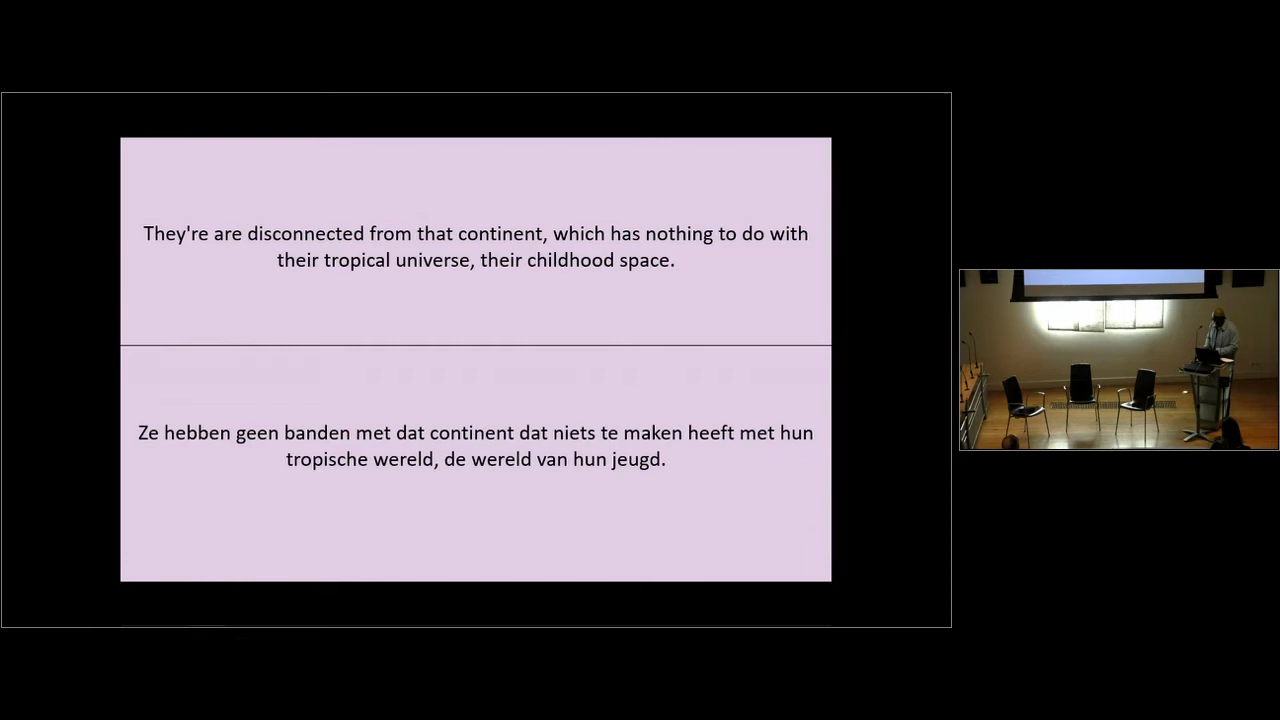 They're are disconnected from that continent, which has nothing to do with
their tropical universe, their childhood space.
Ze hebben geen banden met dat continent dat niets te maken heeft met hun
tropische wereld, de wereld van hun jeugd.